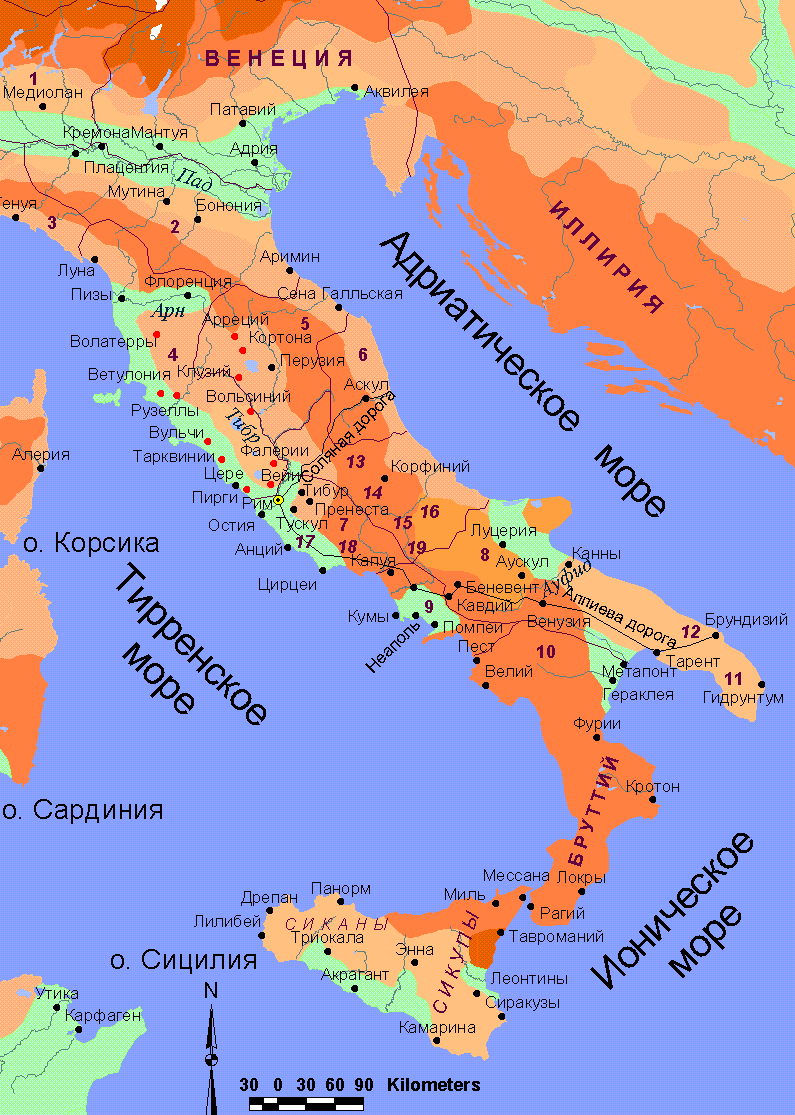 ВЕНЕЦИЯ
1
Медиолан
Аквилея
Патавий
Кремона
Мантуя
Адрия
Плаценция
Пад
Мутина
Бонония
енуя
3
2
ИЛЛИРИЯ
Адриатическое море
Луна
Аримин
Флоренция
Пизы
Сена Галльская
Арн
Аррeций
5
Кортона
6
Волатерры
4
Перузия
Ветулония
Клузий
Аскул
Вольсиний
Рузеллы
Тибр
Соляная дорога
Вульчи
Фалерии
Тарквинии
13
Корфиний
Алерия
Цере
Вейи
Тибур
14
Пирги
Рим
Пренеста
16
Остия
Тускул
7
15
Луцерия
о. Корсика
17
18
19
8
Канны
Анций
Капуя
Аускул
Ауфид
Цирцеи
Беневент
Аппиева дорога
9
Кавдий
Кумы
Венузия
Брундизий
Неаполь
Помпеи
12
Тирренское море
Пест
10
Тарент
Велий
Метапонт
11
Гераклея
Гидрунтум
Фурии
БРУТТИЙ
Кротон
о. Сардиния
Ионическое море
Мессана
Локры
Дрепан
Панорм
Миль
Рагий
Лилибей
СИКАНЫ
Тавроманий
Триокала
Энна
СИКУЛЫ
о. Сицилия
Акрагант
Леонтины
Сиракузы
Утика
N
Карфаген
Камарина
30 0 30 60 90 Kilometers